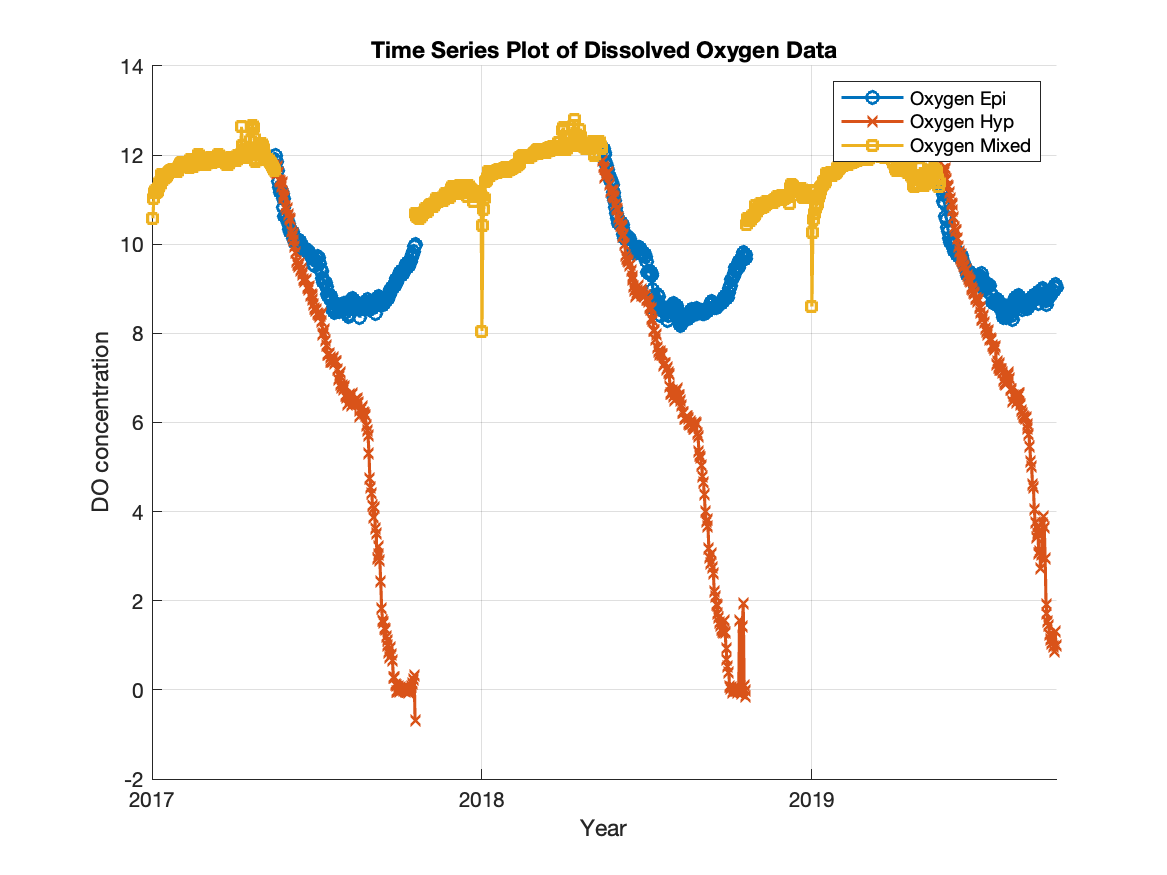 Time Series Plot of Dissolved Oxygen Data
14
12
10
8
6
4
2
0
-2
DO concentration
Oxygen Epi
Oxygen Hyp
Oxygen Mixed
2017
2018
2019
Year